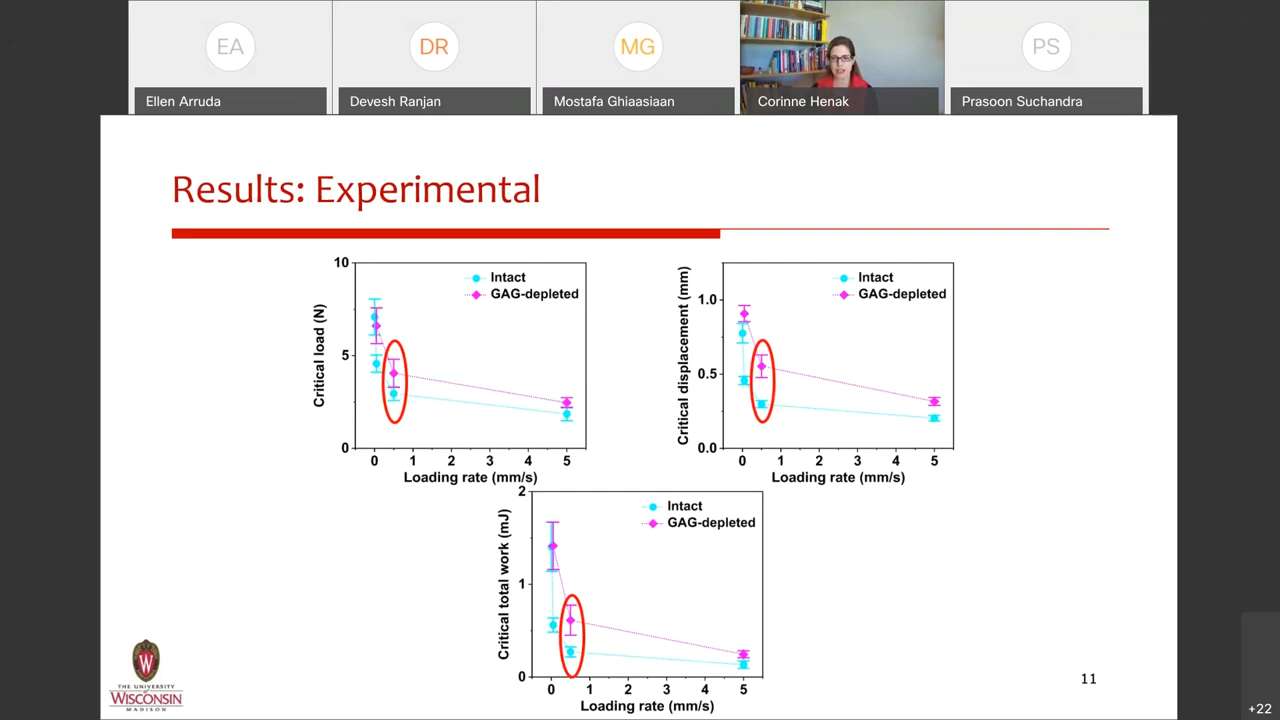 EA
DR
MG
PS
Ellen Arruda
Devesh Ranjan
Mostafa Ghiaasiaan
Corinne Henak
Prasoon Suchandra
Results: Experimental
10
5
0
Critical load (N)
Intact
GAG-depleted
0 1 2 3 4 5
Loading rate (mm/s)
1.0
0.5
0.0
Critical displacement (mm)
Intact
GAG-depleted
0 1 2 3 4 5
Loading rate (mm/s)
2
1
0
Critical total work (mJ)
Intact
GAG-depleted
0 1 2 3 4 5
Loading rate (mm/s)
W
THE UNIVERSITY
of
WISCONSIN
MADISON
11
+22